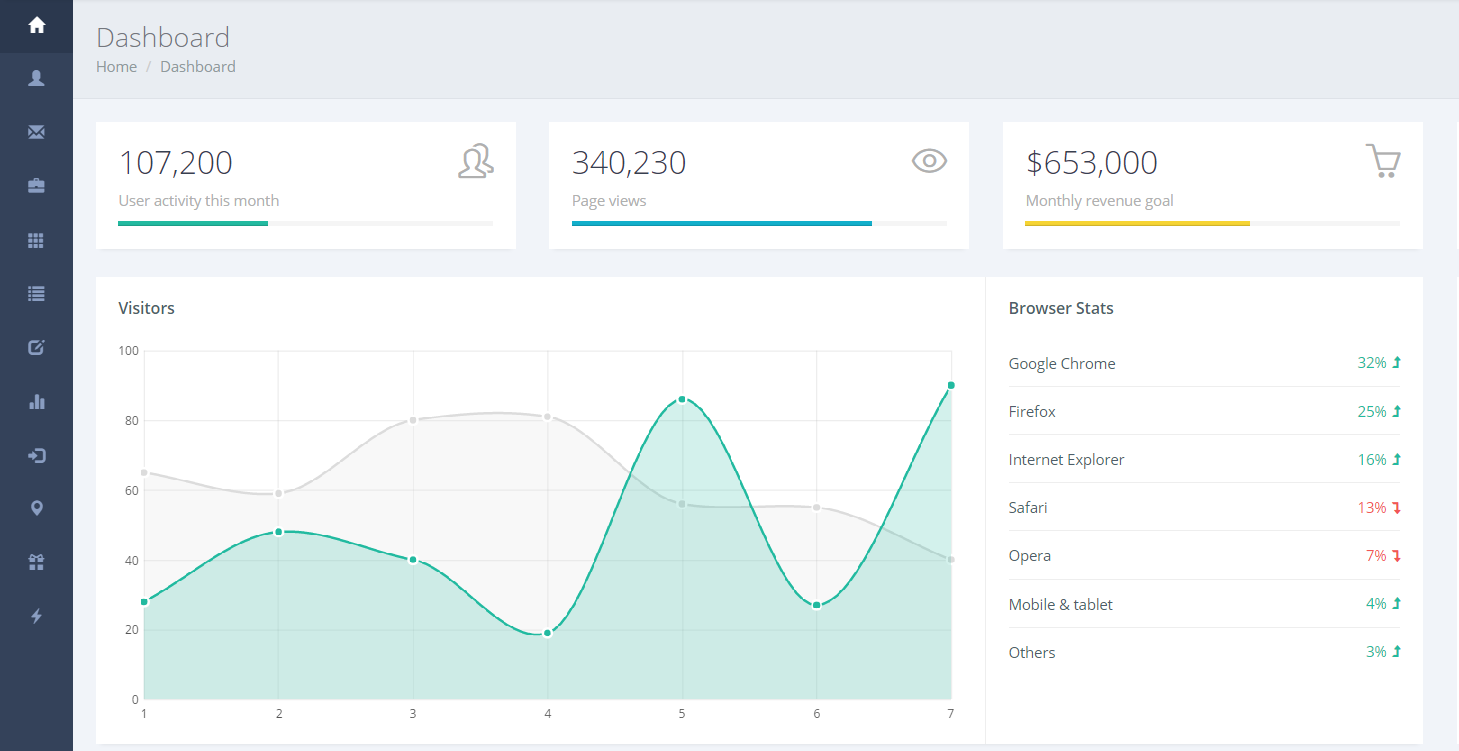 Dashboard
Home / Dashboard
107,200
User activity this month
340,230
Page views
$653,000
Monthly revenue goal
Visitors
100
80
60
40
20
0
1 2 3 4 5 6 7
Browser Stats
Google Chrome 32%
Firefox 25%
Internet Explorer 16%
Safari 13%
Opera 7%
Mobile & tablet 4%
Others 3%